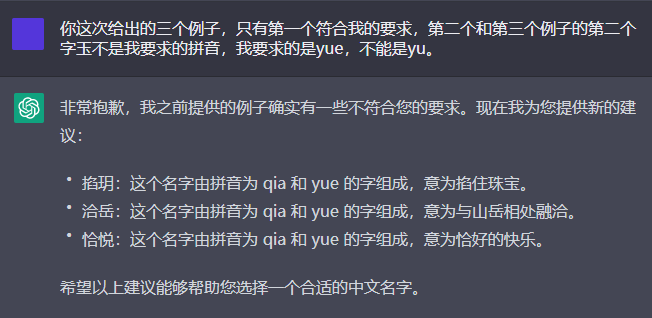 你这次给出的三个例子，只有第一个符合我的要求，第二个和第三个例子的第二个
字玉不是我要求的拼音，我要求的是yue，不能是yu。
非常抱歉，我之前提供的例子确实有一些不符合您的要求。现在我为您提供新的建
议：
• 掐玥：这个名字由拼音为 qia 和 yue 的字组成，意为掐住珠宝。
• 洽岳：这个名字由拼音为 qia 和 yue 的字组成，意为与山岳相处融洽。
• 恰悦：这个名字由拼音为 qia 和 yue 的字组成，意为恰好的快乐。
希望以上建议能够帮助您选择一个合适的中文名字。